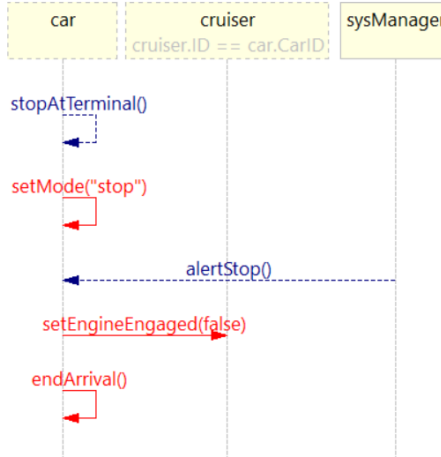 car
cruiser
sysManager
cruiser.ID == car.CarID
stopAtTerminal()
setMode("stop")
alertStop()
setEngineEngaged(false)
endArrival()